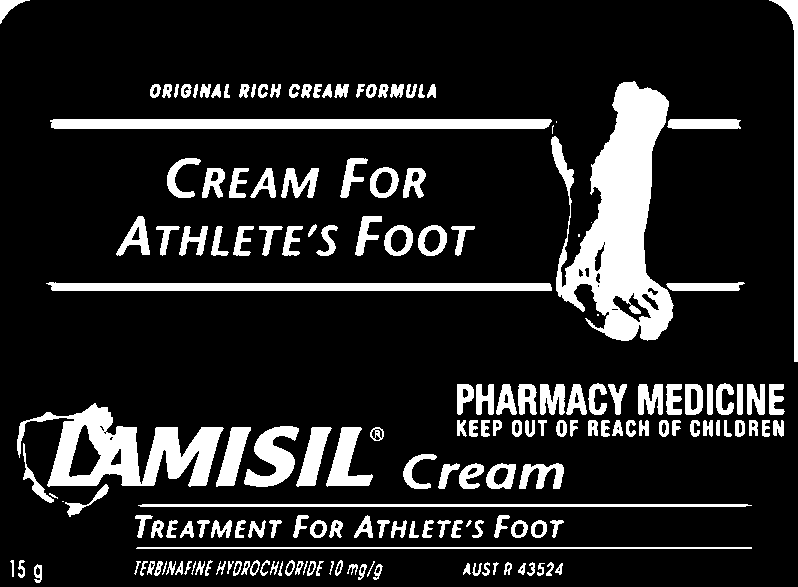 ORIGINAL RICH CREAM FORMULA
CREAM FOR
ATHLETE'S FOOT
PHARMACY MEDICINE
KEEP OUT OF REACH OF CHILDREN
LAMISIL® Cream
TREATMENT FOR ATHLETE'S FOOT
15 g TERBINAFINE HYDROCHLORIDE 10 mg/g AUST R 43524